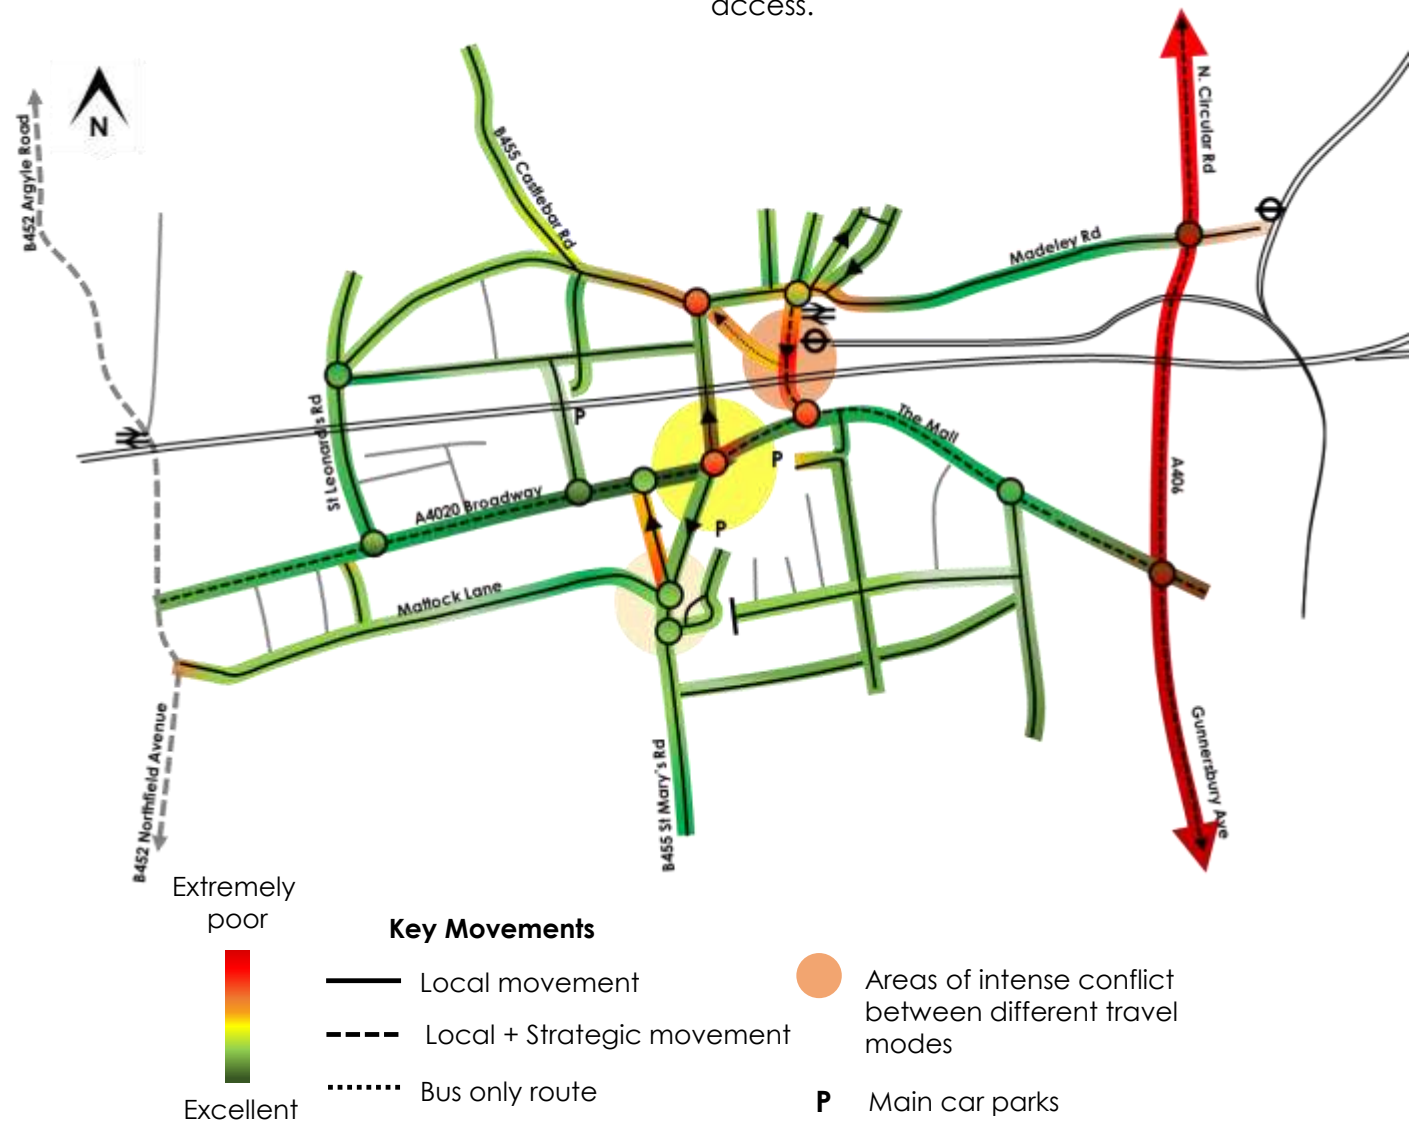 access.
N
B452 Argyle Road
B455 Castlebar Rd
N. Circular Rd
Madeley Rd
St Leonard's Rd
P
The Mall
P
A4020 Broadway
A406
P
Mattock Lane
B452 Northfield Avenue
B455 St Mary's Rd
Gunnersbury Ave
Extremely
poor
Excellent
Key Movements
Local movement
Local + Strategic movement
Bus only route
Areas of intense conflict
between different travel
modes
P Main car parks